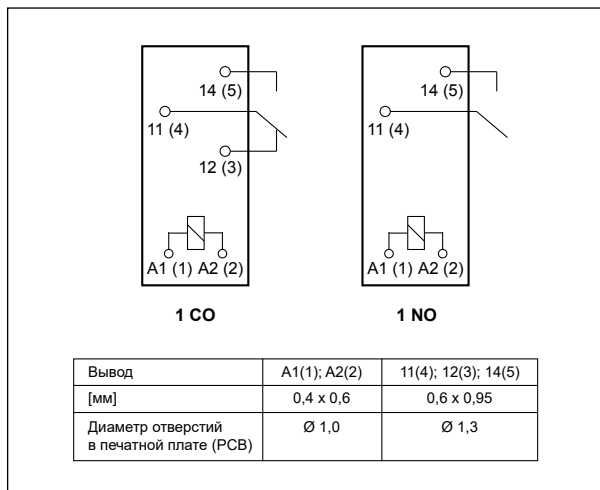 14 (5)
11 (4)
12 (3)
A1 (1) A2 (2)
1 CO
14 (5)
11 (4)
A1 (1) A2 (2)
1 NO
Вывод A1(1); A2(2) 11(4); 12(3); 14(5)
[мм] 0,4 x 0,6 0,6 x 0,95
Диаметр отверстий
в печатной плате (PCB) Ø 1,0 Ø 1,3